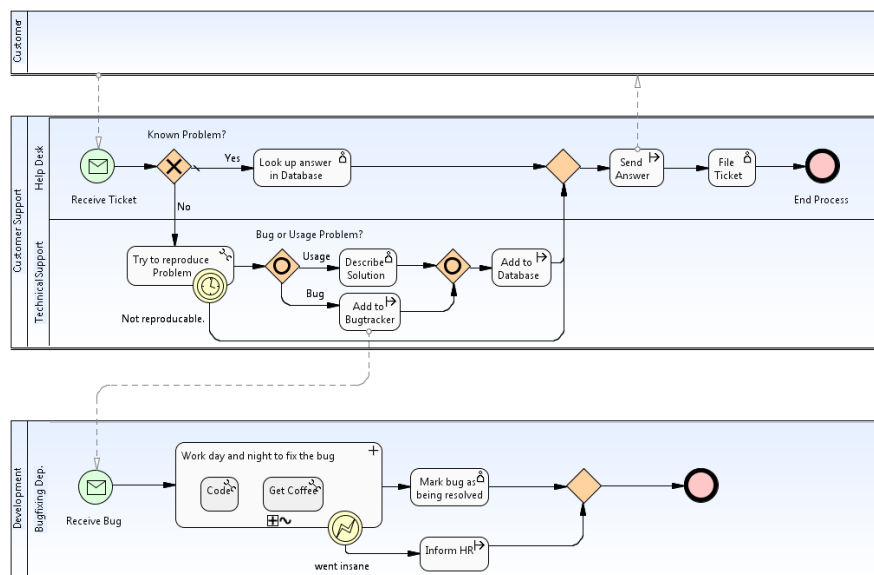 Customer
Customer Support
Help Desk
Known Problem?
Receive Ticket
Yes
No
Look up answer
in Database
Send
Answer
File
Ticket
End Process
TechnicalSupport
Try to reproduce
Problem
Not reproducable.
Bug or Usage Problem?
Usage
Bug
Describe
Solution
Add to
Bugtracker
Add to
Database
Development
Bugfixing Dep.
Receive Bug
Work day and night to fix the bug
Code
Get Coffee
went insane
Mark bug as
being resolved
Inform HR